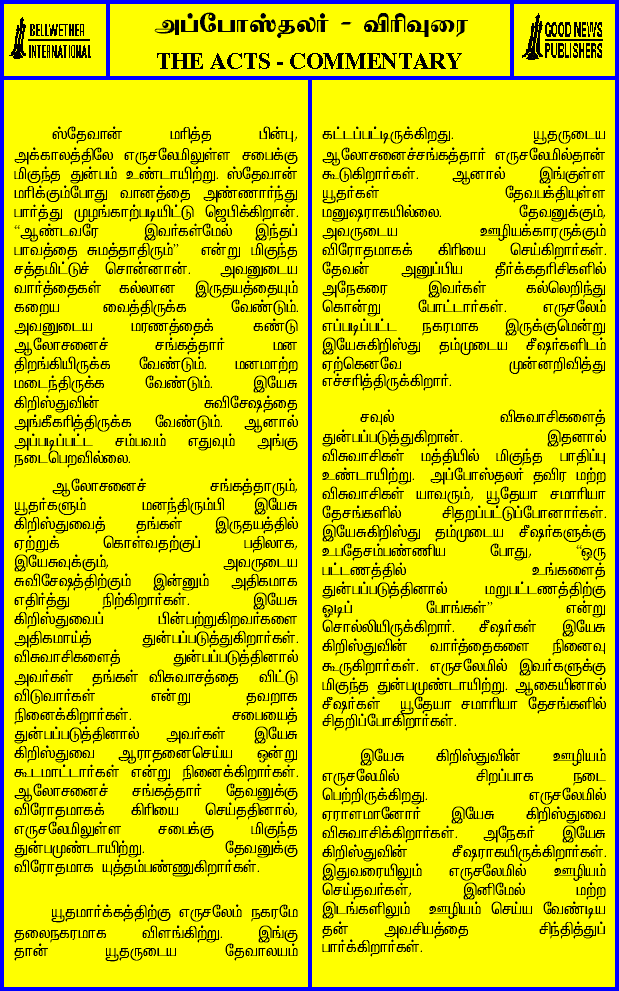 BELLWETHER
INTERNATIONAL
அப்போஸ்தலர் - விரிவுரை
THE ACTS - COMMENTARY
GOOD NEWS
PUBLISHERS
ஸ்தேவான் மரித்த பின்பு,
அக்காலத்திலே எருசலேமிலுள்ள சபைக்கு
மிகுந்த துன்பம் உண்டாயிற்று. ஸ்தேவான்
மரிக்கும்போது வானத்தை அண்ணார்ந்து
பார்த்து முழங்காற்படியிட்டு ஜெபிக்கிறான்.
“ஆண்டவரே இவர்கள்மேல் இந்தப்
பாவத்தை சுமத்தாதிரும்” என்று மிகுந்த
சத்தமிட்டுச் சொன்னான். அவனுடைய
வார்த்தைகள் கல்லான இருதயத்தையும்
கறைய வைத்திருக்க வேண்டும்.
அவனுடைய மரணத்தைக் கண்டு
ஆலோசனைச் சங்கத்தார் மன
திறங்கியிருக்க வேண்டும். மனமாற்ற
மடைந்திருக்க வேண்டும். இயேசு
கிறிஸ்துவின் சுவிசேஷத்தை
அங்கீகரித்திருக்க வேண்டும். ஆனால்
அப்படிப்பட்ட சம்பவம் எதுவும் அங்கு
நடைபெறவில்லை.
ஆலோசனைச் சங்கத்தாரும்,
யூதர்களும் மனந்திரும்பி இயேசு
கிறிஸ்துவைத் தங்கள் இருதயத்தில்
ஏற்றுக் கொள்வதற்குப் பதிலாக,
இயேசுவுக்கும், அவருடைய
சுவிசேஷத்திற்கும் இன்னும் அதிகமாக
எதிர்த்து நிற்கிறார்கள். இயேசு
கிறிஸ்துவைப் பின்பற்றுகிறவர்களை
அதிகமாய்த் துன்பப்படுத்துகிறார்கள்.
விசுவாசிகளைத் துன்பப்படுத்தினால்
அவர்கள் தங்கள் விசுவாசத்தை விட்டு
விடுவார்கள் என்று தவறாக
நினைக்கிறார்கள். சபையைத்
துன்பப்படுத்தினால் அவர்கள் இயேசு
கிறிஸ்துவை ஆராதனைசெய்ய ஒன்று
கூடமாட்டார்கள் என்று நினைக்கிறார்கள்.
ஆலோசனைச் சங்கத்தார் தேவனுக்கு
விரோதமாகக் கிரியை செய்ததினால்,
எருசலேமிலுள்ள சபைக்கு மிகுந்த
துன்பமுண்டாயிற்று. தேவனுக்கு
விரோதமாக யுத்தம்பண்ணுகிறார்கள்.
யூதமார்க்கத்திற்கு எருசலேம் நகரமே
தலைநகரமாக விளங்கிற்று. இங்கு
தான் யூதருடைய தேவாலயம்
கட்டப்பட்டிருக்கிறது. யூதருடைய
ஆலோசனைச்சங்கத்தார் எருசலேமில்தான்
கூடுகிறார்கள். ஆனால் இங்குள்ள
யூதர்கள் தேவபக்தியுள்ள
மனுஷராகயில்லை. தேவனுக்கும்,
அவருடைய ஊழியக்காரருக்கும்
விரோதமாகக் கிரியை செய்கிறார்கள்.
தேவன் அனுப்பிய தீர்க்கதரிசிகளில்
அநேகரை இவர்கள் கல்லெறிந்து
கொன்று போட்டார்கள். எருசலேம்
எப்படிப்பட்ட நகரமாக இருக்குமென்று
இயேசுகிறிஸ்து தம்முடைய சீஷர்களிடம்
ஏற்கெனவே முன்னறிவித்து
எச்சரித்திருக்கிறார்.
சவுல் விசுவாசிகளைத்
துன்பப்படுத்துகிறான். இதனால்
விசுவாசிகள் மத்தியில் மிகுந்த பாதிப்பு
உண்டாயிற்று. அப்போஸ்தலர் தவிர மற்ற
விசுவாசிகள் யாவரும், யூதேயா சமாரியா
தேசங்களில் சிதறப்பட்டுப்போனார்கள்.
இயேசுகிறிஸ்து தம்முடைய சீஷர்களுக்கு
உபதேசம்பண்ணிய போது, “ஒரு
பட்டணத்தில் உங்களைத்
துன்பப்படுத்தினால் மறுபட்டணத்திற்கு
ஓடிப் போங்கள்” என்று
சொல்லியிருக்கிறார். சீஷர்கள் இயேசு
கிறிஸ்துவின் வார்த்தைகளை நினைவு
கூருகிறார்கள். எருசலேமில் இவர்களுக்கு
மிகுந்த துன்பமுண்டாயிற்று. ஆகையினால்
சீஷர்கள் யூதேயா சமாரியா தேசங்களில்
சிதறிப்போகிறார்கள்.
இயேசு கிறிஸ்துவின் ஊழியம்
எருசலேமில் சிறப்பாக நடை
பெற்றிருக்கிறது. எருசலேமில்
ஏராளமானோர் இயேசு கிறிஸ்துவை
விசுவாசிக்கிறார்கள். அநேகர் இயேசு
கிறிஸ்துவின் சீஷராகயிருக்கிறார்கள்.
இதுவரையிலும் எருசலேமில் ஊழியம்
செய்தவர்கள், இனிமேல் மற்ற
இடங்களிலும் ஊழியம் செய்ய வேண்டிய
தன் அவசியத்தை சிந்தித்துப்
பார்க்கிறார்கள்.